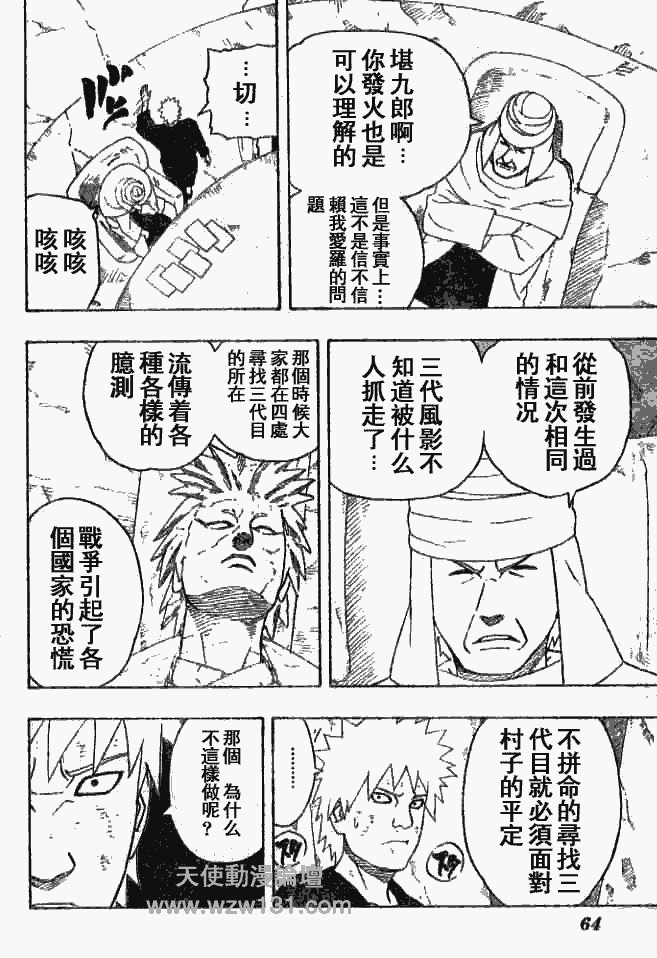 堪九郎啊…
你發火也是
可以理解的
但是事實上…
這不是信不信
賴我愛羅的問
題
…切…
咳咳
咳咳
從前發生過
和這次相同
的情況
三代風影不
知道被什么
人抓走了…
那個時候大
家都在四處
尋找三代目
的所在
流傳着各
種各樣的
臆測
戰爭引起了各
個國家的恐慌
不拼命的尋找三
代目就必須面對
村子的平定
………
那個 為什么
不這樣做呢？
天使動漫論壇
www.wzw131.com
64